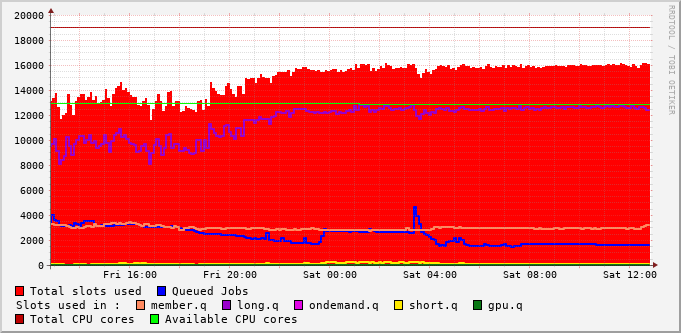 20000
18000
16000
14000
12000
10000
8000
6000
4000
2000
0
Fri 16:00 Fri 20:00 Sat 00:00 Sat 04:00 Sat 08:00 Sat 12:00
Total slots used Queued Jobs
Slots used in : member.q long.q ondemand.q short.q gpu.q
Total CPU cores Available CPU cores
RRDTOOL / TOBI OETIKER